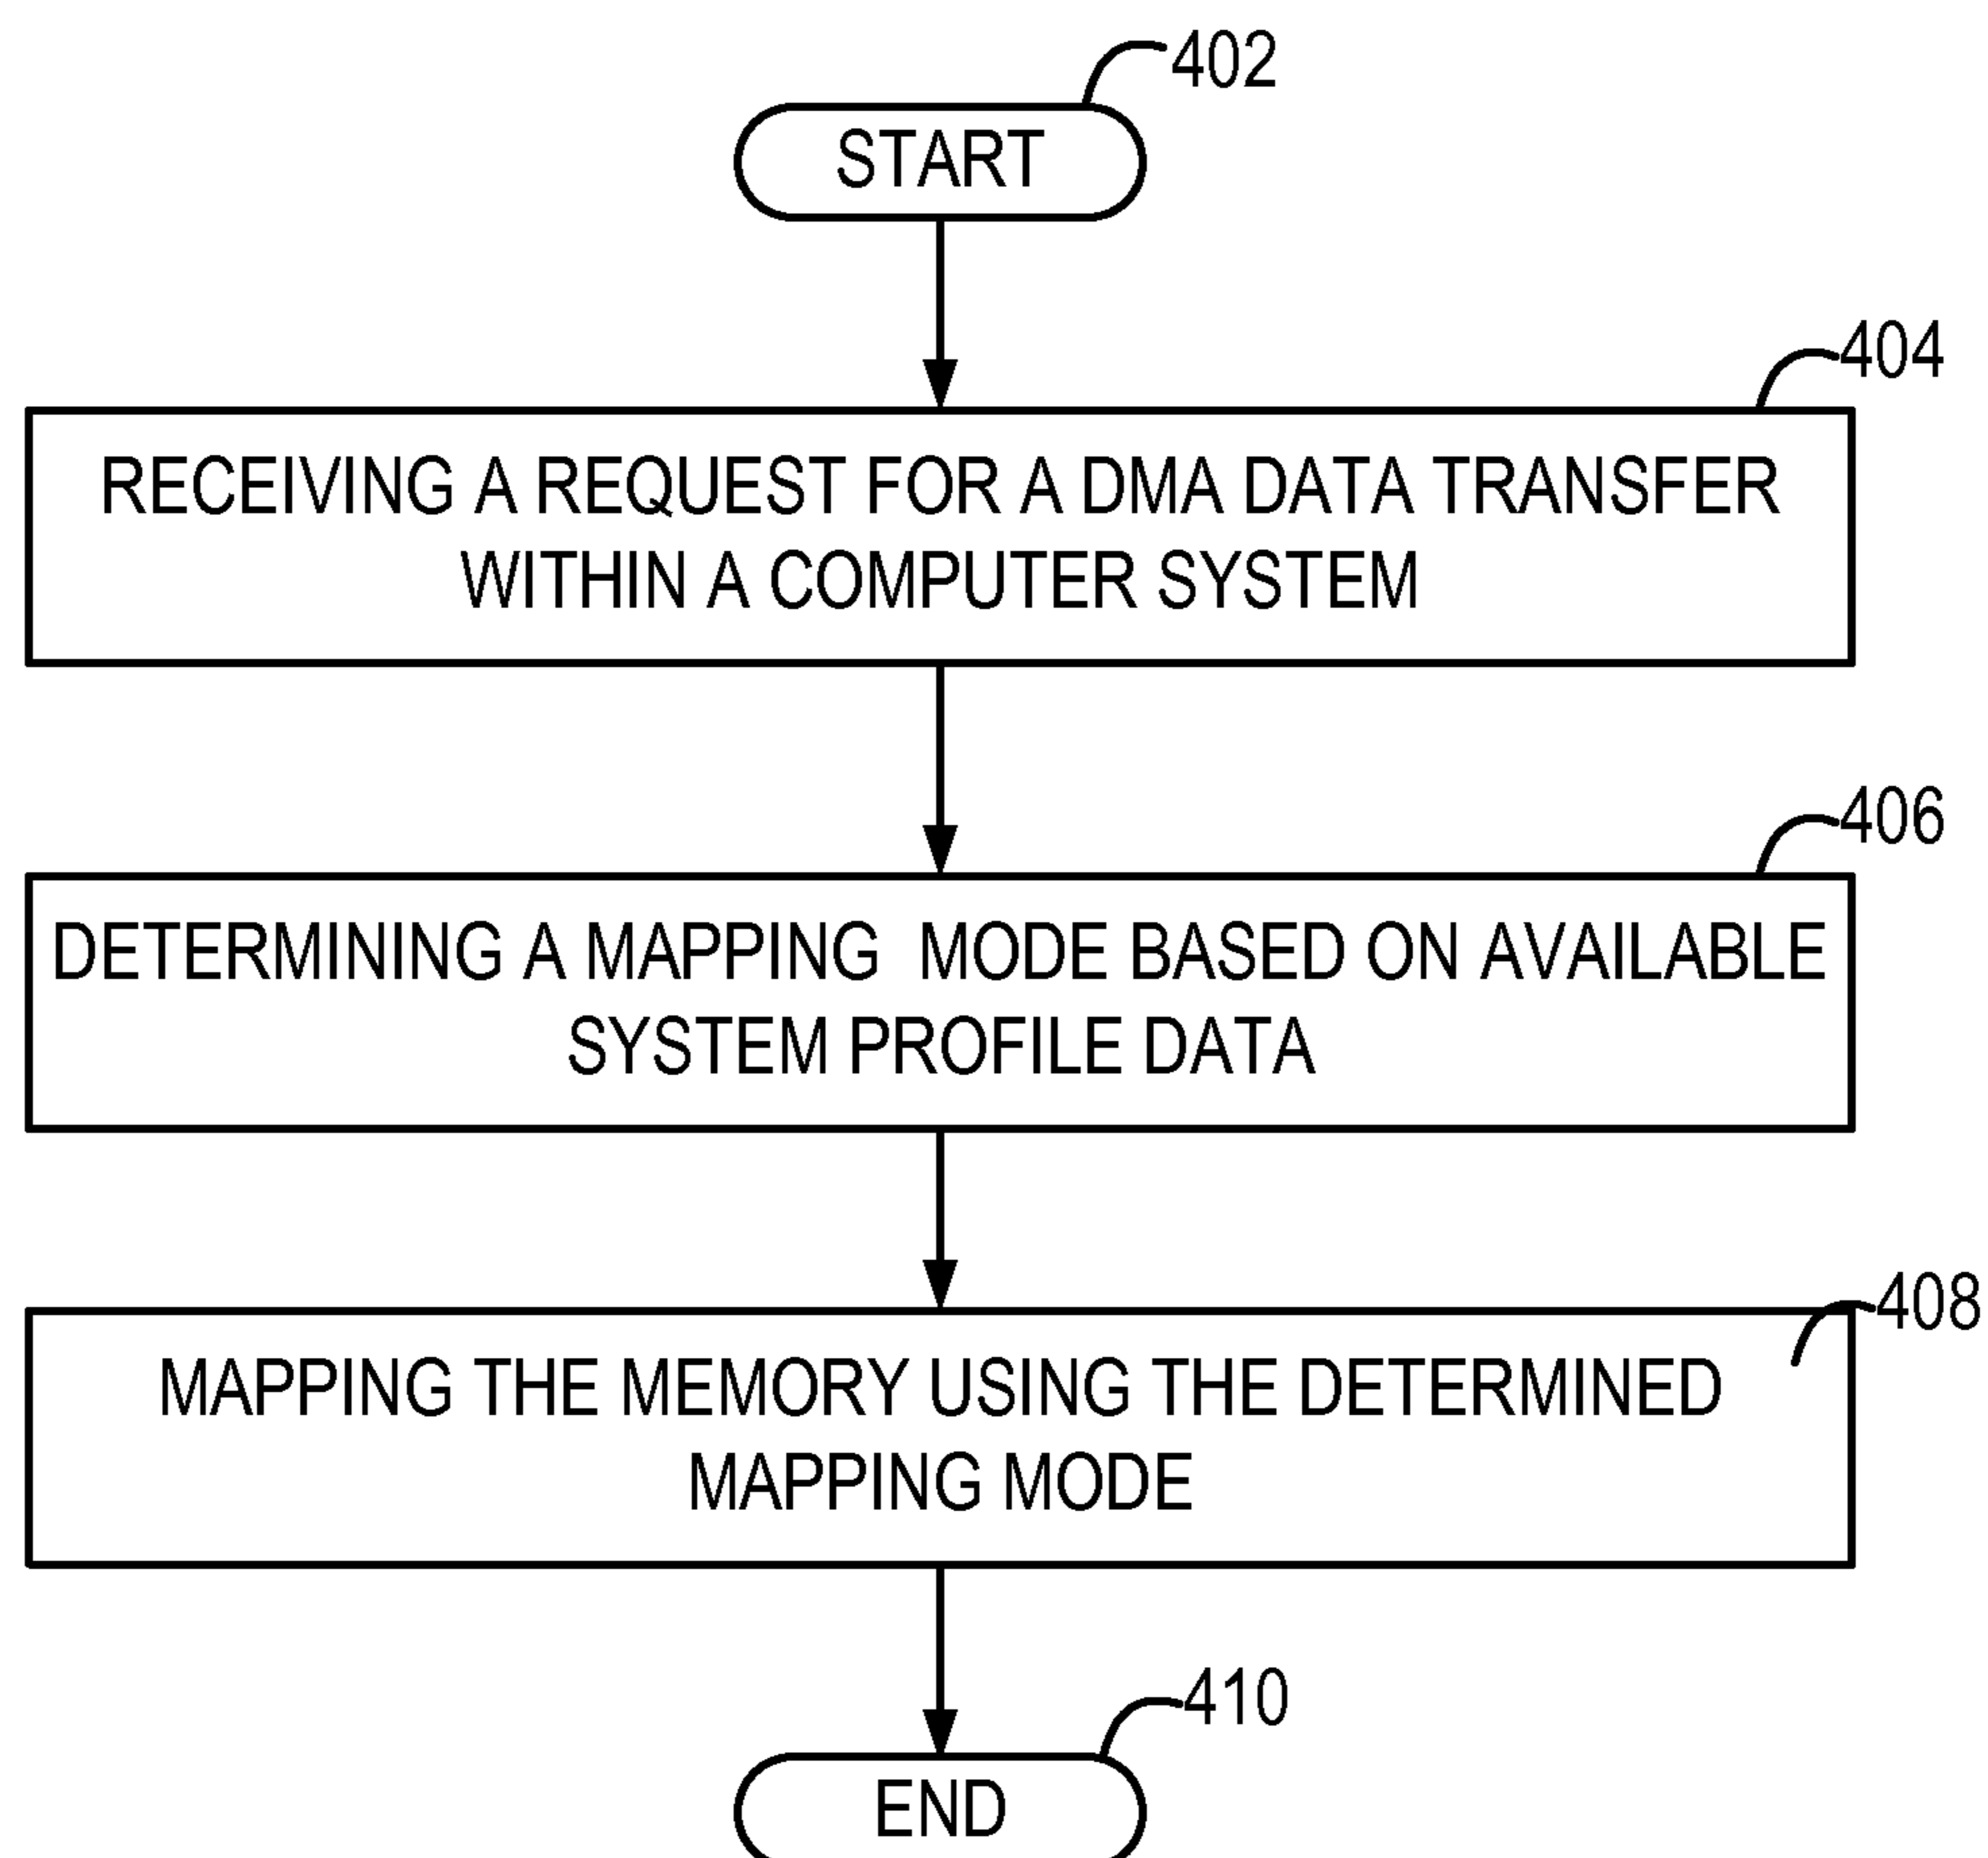 402
START
404
RECEIVING A REQUEST FOR A DMA DATA TRANSFER
WITHIN A COMPUTER SYSTEM
406
DETERMINING A MAPPING MODE BASED ON AVAILABLE
SYSTEM PROFILE DATA
408
MAPPING THE MEMORY USING THE DETERMINED
MAPPING MODE
410
END